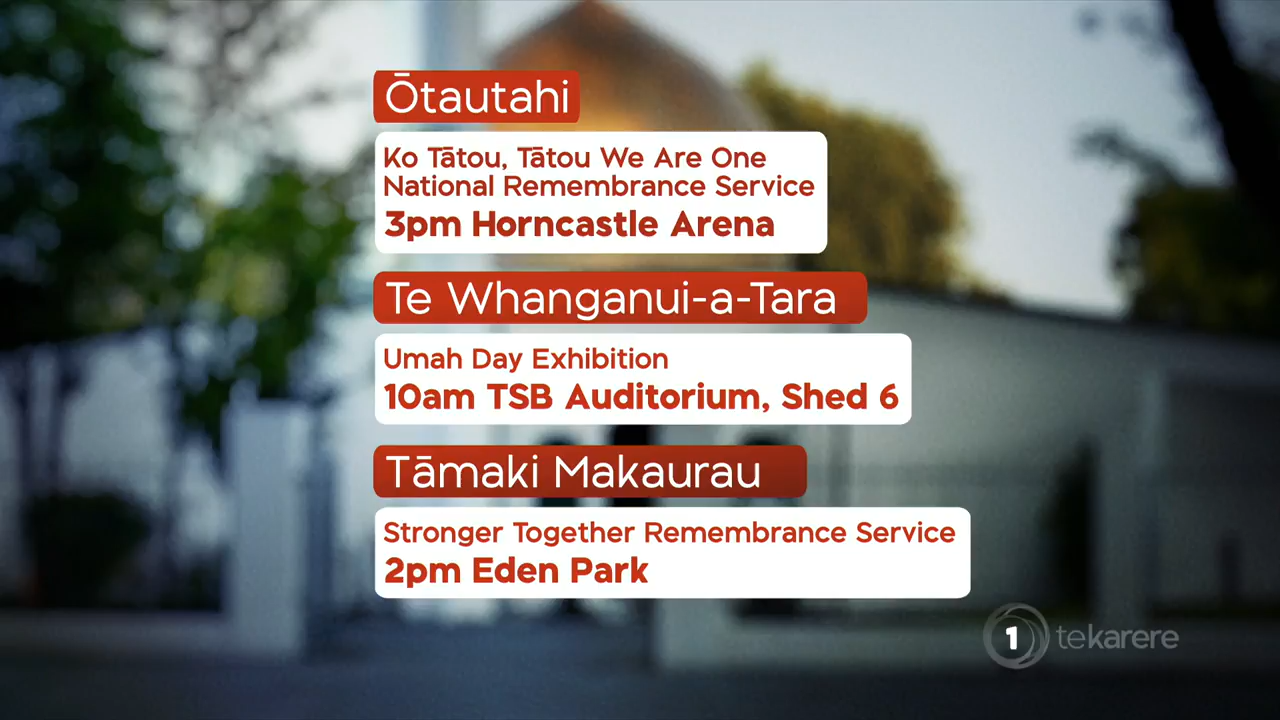 Ōtautahi
Ko Tātou, Tātou We Are One
National Remembrance Service
3pm Horncastle Arena
Te Whanganui-a-Tara
Umah Day Exhibition
10am TSB Auditorium, Shed 6
Tāmaki Makaurau
Stronger Together Remembrance Service
2pm Eden Park
1 tekarere